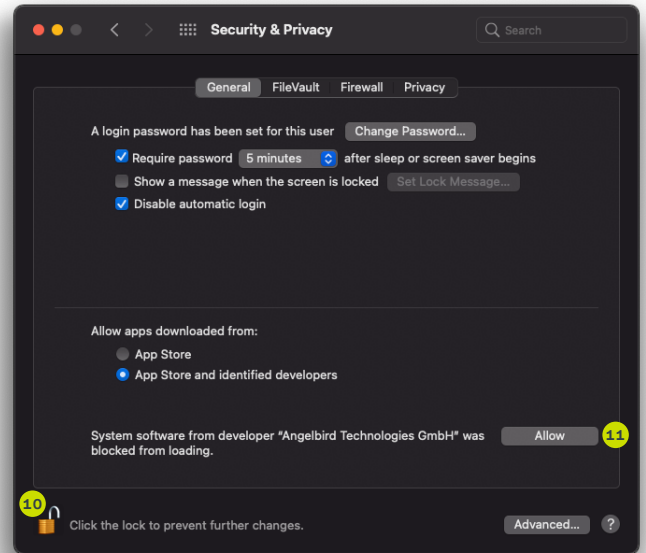 Security & Privacy
Search
General
FileVault
Firewall
Privacy
A login password has been set for this user
Change Password...
Require password
5 minutes
after sleep or screen saver begins
Show a message when the screen is locked
Set Lock Message...
Disable automatic login
Allow apps downloaded from:
App Store
App Store and identified developers
System software from developer “Angelbird Technologies GmbH” was
blocked from loading.
Allow
11
10
Click the lock to prevent further changes.
Advanced...
?